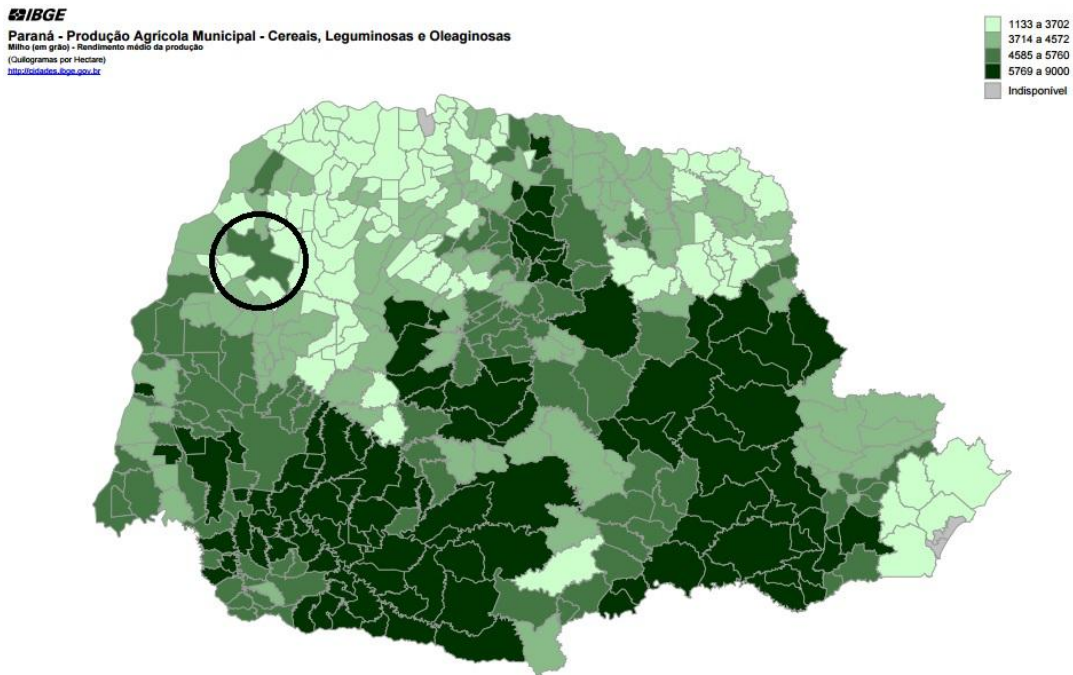 IBGE
Paraná - Produção Agrícola Municipal - Cereais, Leguminosas e Oleaginosas
Milho (em grão) - Rendimento médio da produção
(Quilogramas por Hectare)
http://cidades.ibge.gov.br
1133 a 3702
3714 a 4572
4585 a 5760
5769 a 9000
Indisponível